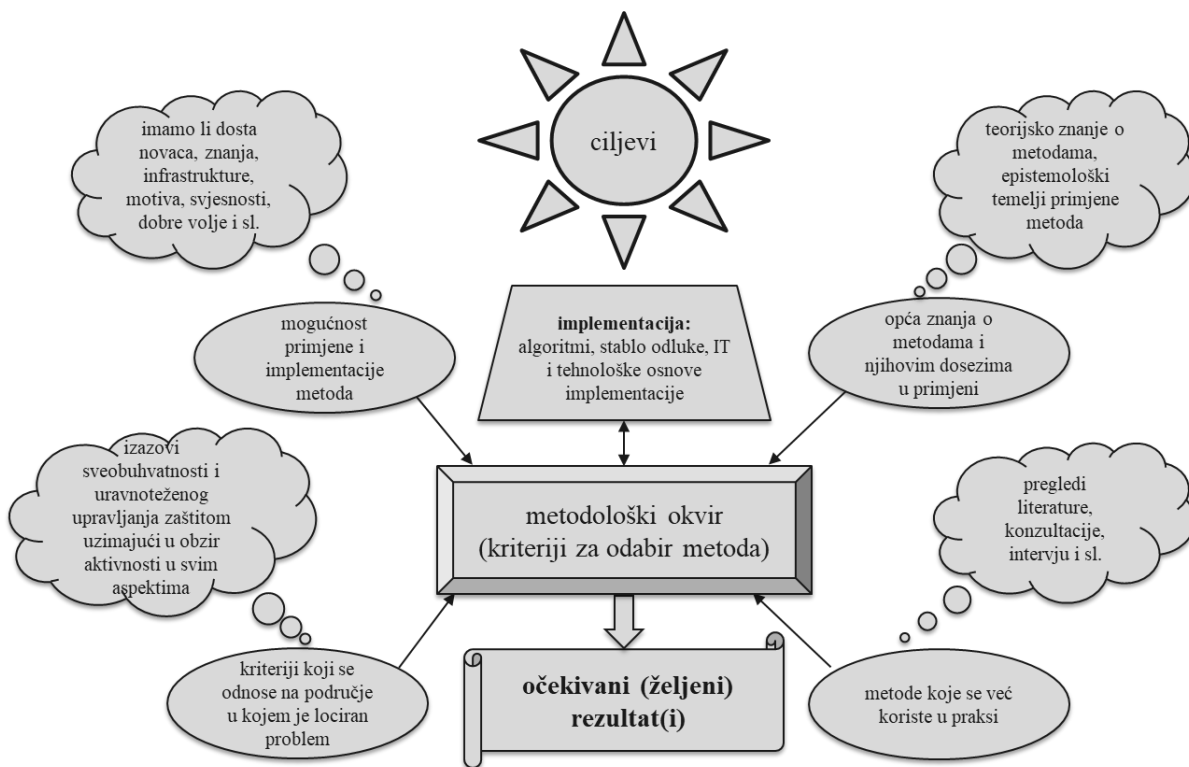 ciljevi
imamo li dosta
novaca, znanja,
infrastrukture,
motiva, svjesnosti,
dobre volje i sl.
teorijsko znanje o
metodama,
epistemološki
temelji primjene
metoda
mogućnost
primjene i
implementacije
metoda
implementacija:
algoritmi, stablo odluke, IT
i tehnološke osnove
implementacije
opća znanja o
metodama i
njihovim dosezima
u primjeni
izazovi
sveobuhvatnosti i
uravnoteženog
upravljanja zaštitom
uzimajući u obzir
aktivnosti u svim
aspektima
metodološki okvir
(kriteriji za odabir metoda)
pregledi
literature,
konzultacije,
intervju i sl.
kriteriji koji se
odnose na područje
u kojem je lociran
problem
očekivani (željeni)
rezultat(i)
metode koje se već
koriste u praksi